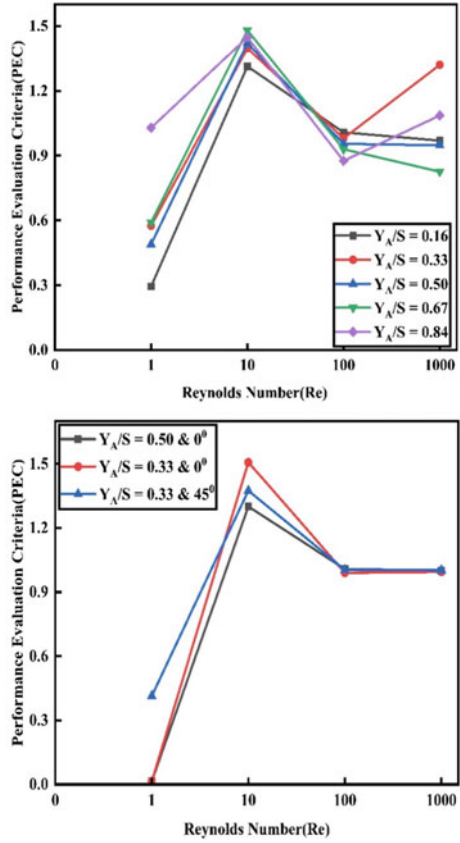 Performance Evaluation Criteria(PEC)
1.5
1.2
0.9
0.6
0.3
0.0
Y_A/S = 0.16
Y_A/S = 0.33
Y_A/S = 0.50
Y_A/S = 0.67
Y_A/S = 0.84
0 1 10 100 1000
Reynolds Number(Re)
Performance Evaluation Criteria(PEC)
Y_A/S = 0.50 & 0⁰
Y_A/S = 0.33 & 0⁰
Y_A/S = 0.33 & 45⁰
1.5
1.2
0.9
0.6
0.3
0.0
0 1 10 100 1000
Reynolds Number(Re)